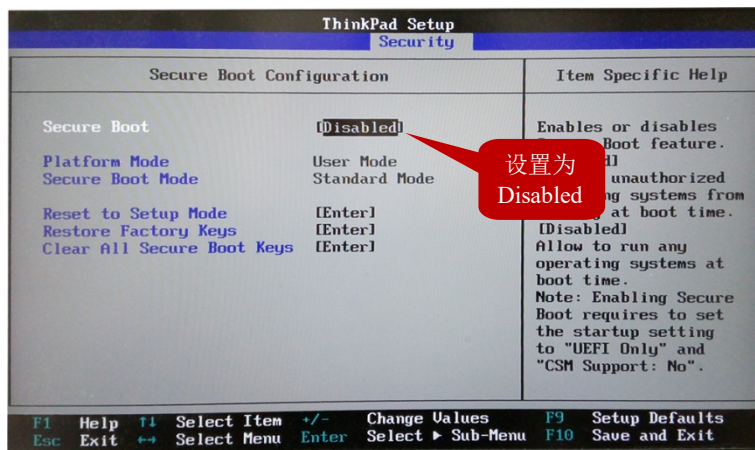 ThinkPad Setup
Security
Secure Boot Configuration
Item Specific Help
Secure Boot [Disabled]
Platform Mode User Mode
Secure Boot Mode Standard Mode
Reset to Setup Mode [Enter]
Restore Factory Keys [Enter]
Clear All Secure Boot Keys [Enter]
设置为
Disabled
Enables or disables
Boot feature.
unauthorized
systems from
at boot time.
[Disabled]
Allow to run any
operating systems at
boot time.
Note: Enabling Secure
Boot requires to set
the startup setting
to "UEFI Only" and
"CSM Support: No".
F1 Help ↑↓ Select Item +/- Change Values F9 Setup Defaults
Esc Exit ↔ Select Menu Enter Select ▶ Sub-Menu F10 Save and Exit